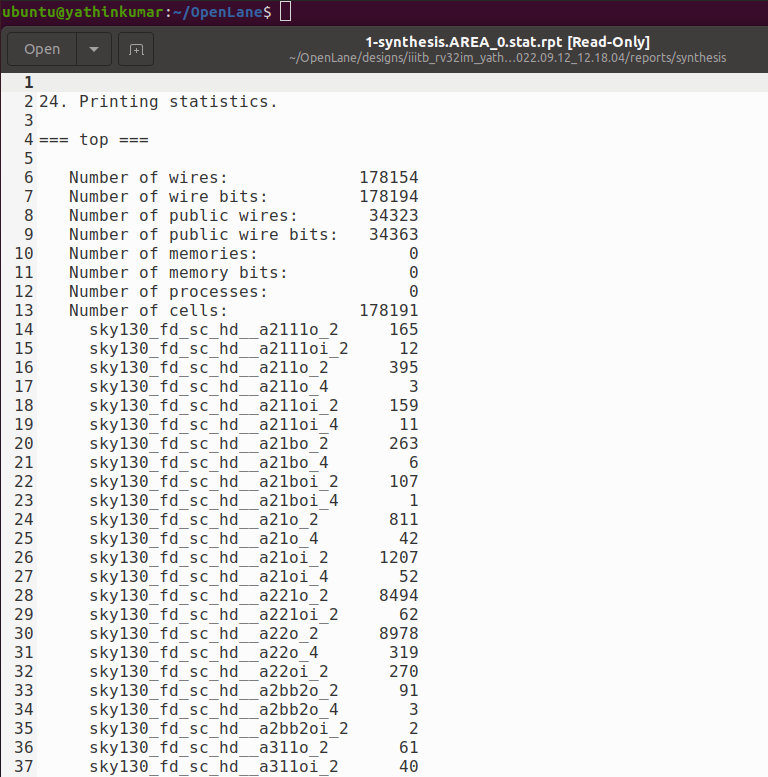 ubuntu@yathinkumar:~/OpenLane$
Open
1-synthesis.AREA_0.stat.rpt [Read-Only]
~/OpenLane/designs/iiitb_rv32im_yath...022.09.12_12.18.04/reports/synthesis
1
2 24. Printing statistics.
3
4 === top ===
5
6 Number of wires: 178154
7 Number of wire bits: 178194
8 Number of public wires: 34323
9 Number of public wire bits: 34363
10 Number of memories: 0
11 Number of memory bits: 0
12 Number of processes: 0
13 Number of cells: 178191
14 sky130_fd_sc_hd__a2111o_2 165
15 sky130_fd_sc_hd__a2111oi_2 12
16 sky130_fd_sc_hd__a211o_2 395
17 sky130_fd_sc_hd__a211o_4 3
18 sky130_fd_sc_hd__a211oi_2 159
19 sky130_fd_sc_hd__a211oi_4 11
20 sky130_fd_sc_hd__a21bo_2 263
21 sky130_fd_sc_hd__a21bo_4 6
22 sky130_fd_sc_hd__a21boi_2 107
23 sky130_fd_sc_hd__a21boi_4 1
24 sky130_fd_sc_hd__a21o_2 811
25 sky130_fd_sc_hd__a21o_4 42
26 sky130_fd_sc_hd__a21oi_2 1207
27 sky130_fd_sc_hd__a21oi_4 52
28 sky130_fd_sc_hd__a221o_2 8494
29 sky130_fd_sc_hd__a221oi_2 62
30 sky130_fd_sc_hd__a22o_2 8978
31 sky130_fd_sc_hd__a22o_4 319
32 sky130_fd_sc_hd__a22oi_2 270
33 sky130_fd_sc_hd__a2bb2o_2 91
34 sky130_fd_sc_hd__a2bb2o_4 3
35 sky130_fd_sc_hd__a2bb2oi_2 2
36 sky130_fd_sc_hd__a311o_2 61
37 sky130_fd_sc_hd__a311oi_2 40